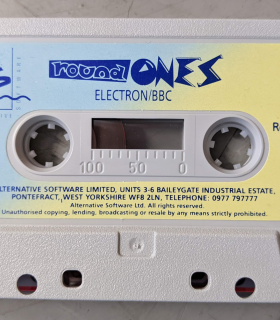 round ONES
ELECTRON/BBC
100 50 0
ALTERNATIVE SOFTWARE LIMITED, UNITS 3-6 BAILEYGATE INDUSTRIAL ESTATE,
PONTEFRACT, WEST YORKSHIRE WF8 2LN, TELEPHONE: 0977 797777
Alternative Software Ltd. All rights reserved.
Unauthorised copying, lending, broadcasting or resale by any means strictly prohibited.